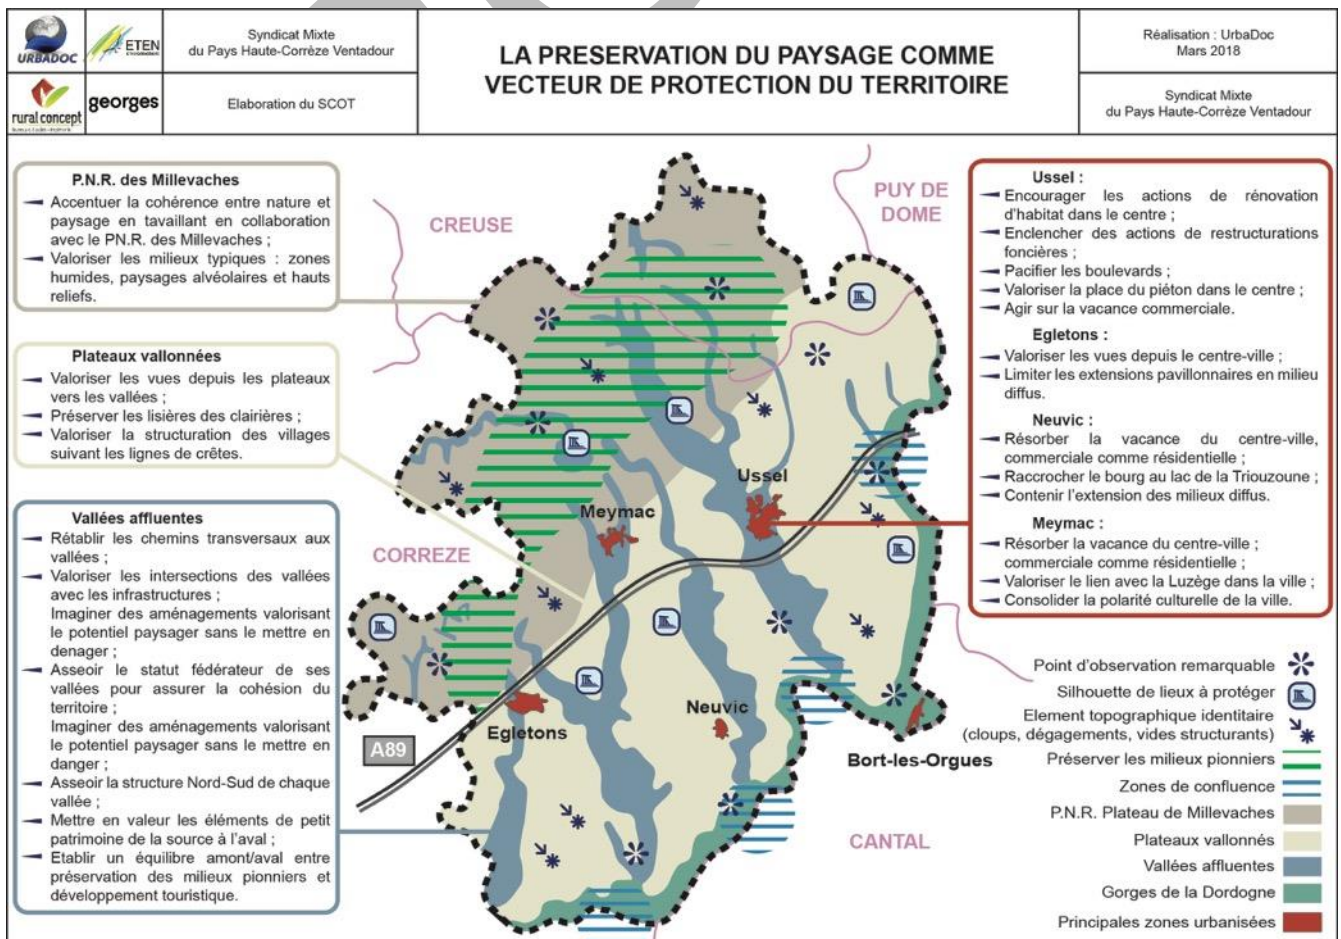 URBADOC
ETEN
Syndicat Mixte
du Pays Haute-Corrèze Ventadour
rural concept
georges
Elaboration du SCOT
LA PRESERVATION DU PAYSAGE COMME
VECTEUR DE PROTECTION DU TERRITOIRE
Réalisation : UrbaDoc
Mars 2018
Syndicat Mixte
du Pays Haute-Corrèze Ventadour
P.N.R. des Millevaches
Accentuer la cohérence entre nature et
paysage en tavaillant en collaboration
avec le PN.R. des Millevaches ;
Valoriser les milieux typiques : zones
humides, paysages alvéolaires et hauts
reliefs.
Plateaux vallonnées
Valoriser les vues depuis les plateaux
vers les vallées ;
Préserver les lisières des clairières ;
Valoriser la structuration des villages
suivant les lignes de crêtes.
Vallées affluentes
Rétablir les chemins transversaux aux
vallées ;
Valoriser les intersections des vallées
avec les infrastructures ;
Imaginer des aménagements valorisant
le potentiel paysager sans le mettre en
denager ;
Asseoir le statut fédérateur de ses
vallées pour assurer la cohésion du
territoire ;
Imaginer des aménagements valorisant
le potentiel paysager sans le mettre en
danger ;
Asseoir la structure Nord-Sud de chaque
vallée ;
Mettre en valeur les éléments de petit
patrimoine de la source à l'aval ;
Etablir un équilibre amont/aval entre
préservation des milieux pionniers et
développement touristique.
CREUSE
PUY DE
DOME
CORREZE
CANTAL
Ussel
Meymac
Egletons
Neuvic
Bort-les-Orgues
A89
Ussel :
Encourager les actions de rénovation
d'habitat dans le centre ;
Enclencher des actions de restructurations
foncières ;
Pacifier les boulevards ;
Valoriser la place du piéton dans le centre ;
Agir sur la vacance commerciale.
Egletons :
Valoriser les vues depuis le centre-ville ;
Limiter les extensions pavillonnaires en milieu
diffus.
Neuvic :
Résorber la vacance du centre-ville,
commerciale comme résidentielle ;
Raccrocher le bourg au lac de la Triouzoune ;
Contenir l'extension des milieux diffus.
Meymac :
Résorber la vacance du centre-ville ;
commerciale comme résidentielle ;
Valoriser le lien avec la Luzège dans la ville ;
Consolider la polarité culturelle de la ville.
Point d'observation remarquable
Silhouette de lieux à protéger
Element topographique identitaire
(cloups, dégagements, vides structurants)
Préserver les milieux pionniers
Zones de confluence
P.N.R. Plateau de Millevaches
Plateaux vallonnés
Vallées affluentes
Gorges de la Dordogne
Principales zones urbanisées